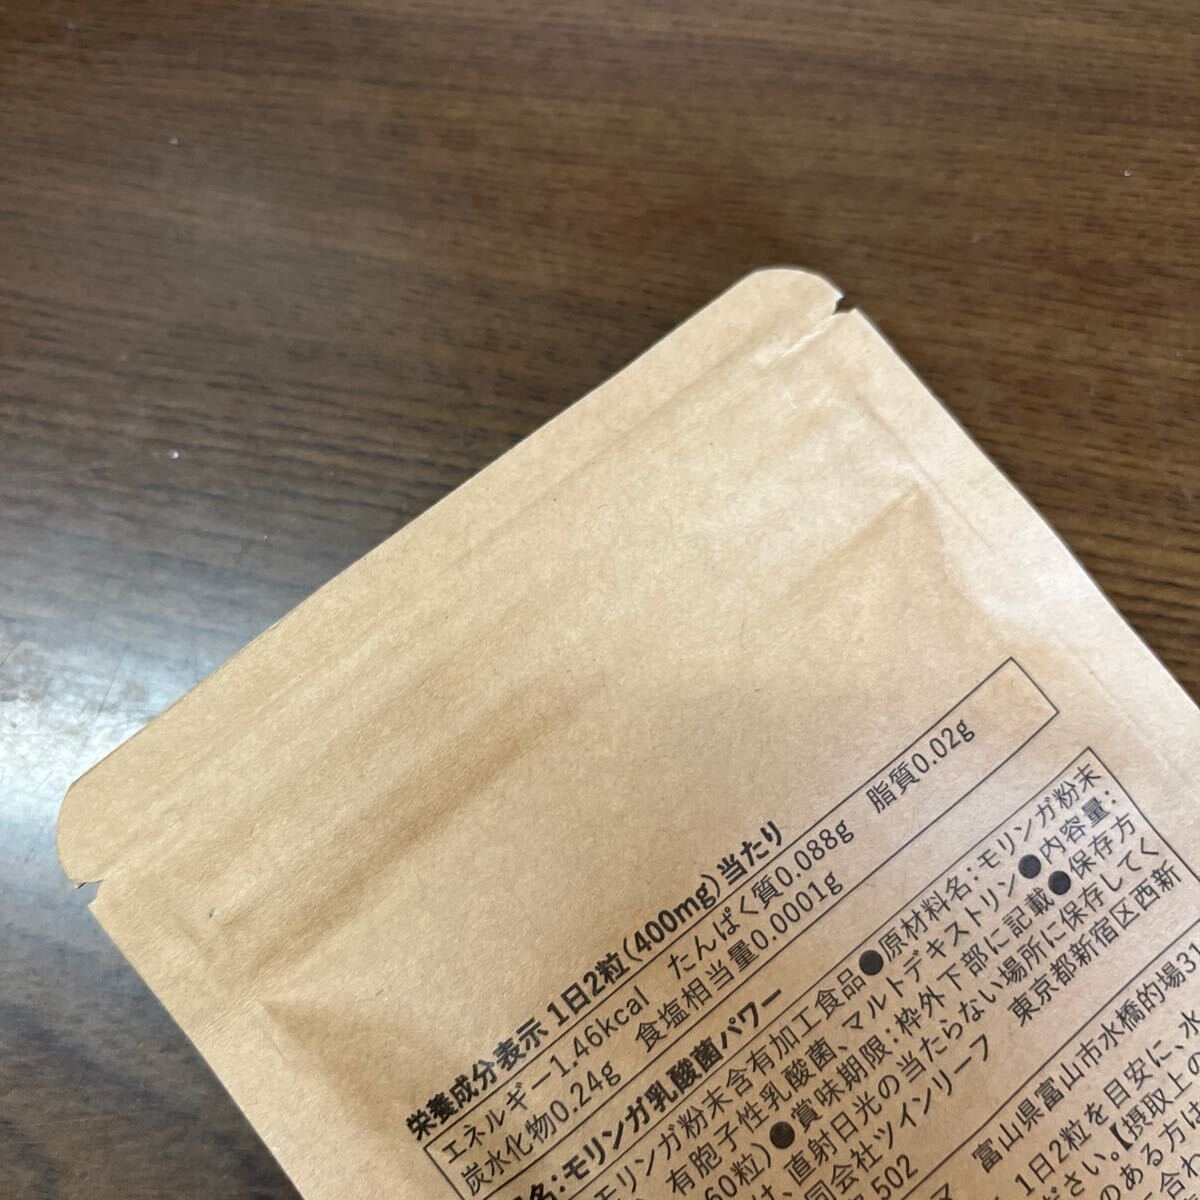 栄養成分表示 1日2粒(400mg)当たり
エネルギー1.46kcal たんぱく質0.088g 脂質0.02g
炭水化物0.24g 食塩相当量0.0001g
名:モリンガ乳酸菌パワー
モリンガ粉末含有加工食品●原材料名:モリンガ粉末
有胞子性乳酸菌、マルトデキストリン●内容量:
60粒)●賞味期限:枠外下部に記載●保存方
は、直射日光の当たらない場所に保存してく
同会社ツインリーフ 東京都新宿区西新
502
富山県富山市水橋的場31
1日2粒を目安に、水
ださい。【摂取上の
のある方は
合わ